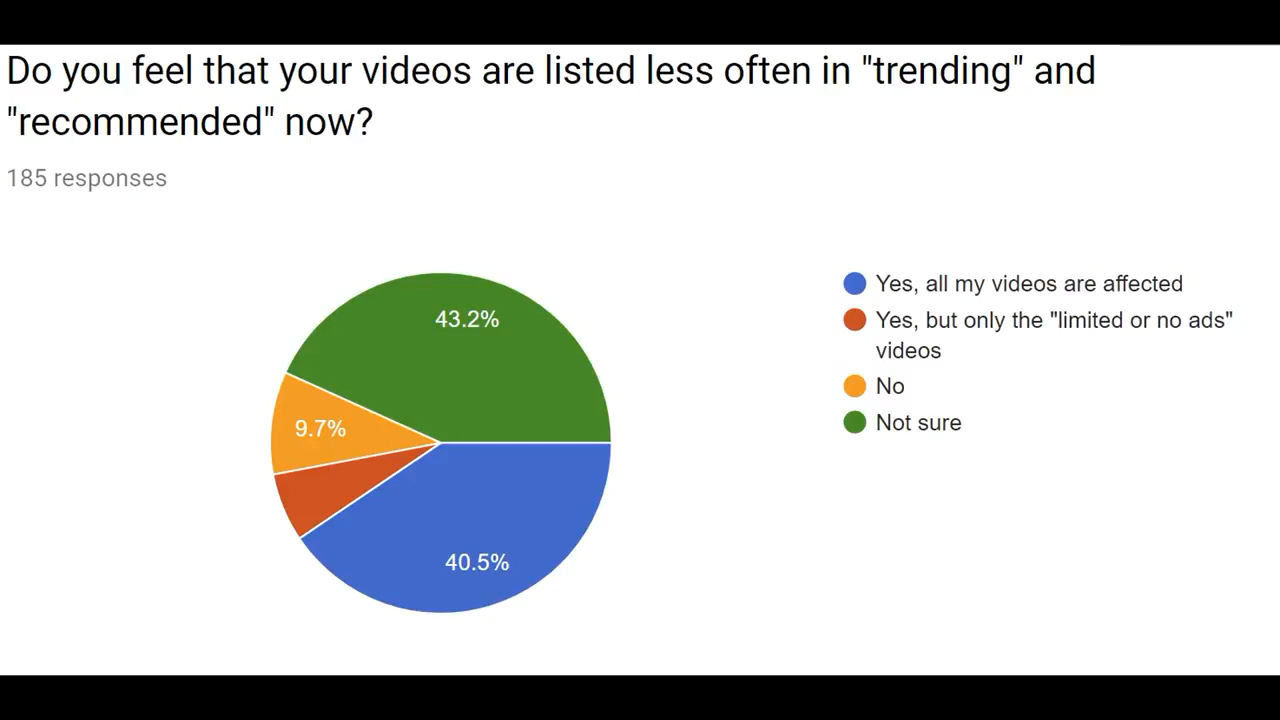 Do you feel that your videos are listed less often in "trending" and
"recommended" now?
185 responses
43.2%
9.7%
40.5%
Yes, all my videos are affected
Yes, but only the "limited or no ads"
videos
No
Not sure